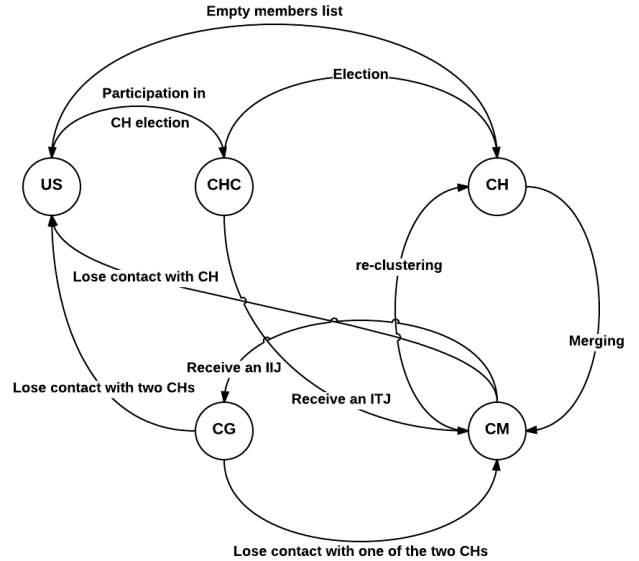 Empty members list
Election
Participation in
CH election
US
CHC
CH
re-clustering
Lose contact with CH
Merging
Receive an IIJ
Lose contact with two CHs
Receive an ITJ
CG
CM
Lose contact with one of the two CHs